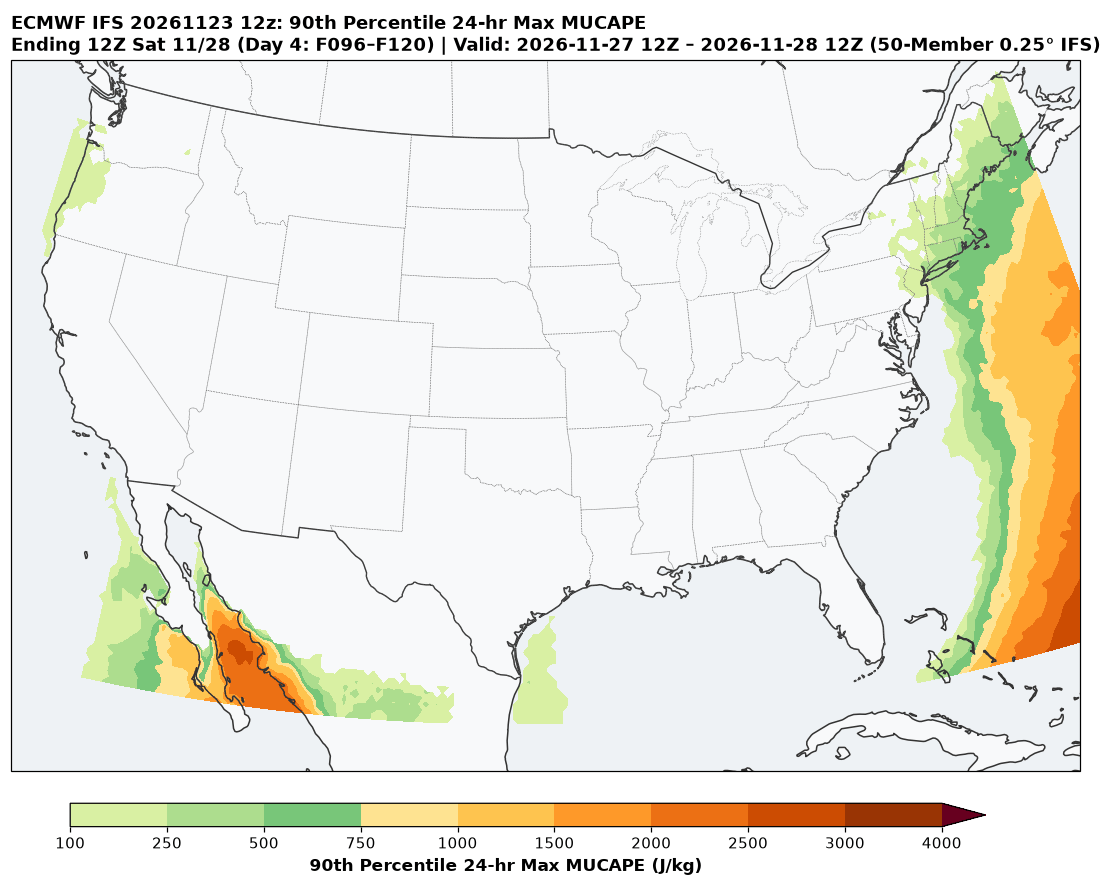 ECMWF IFS 20261123 12z: 90th Percentile 24-hr Max MUCAPE
Ending 12Z Sat 11/28 (Day 4: F096–F120) | Valid: 2026-11-27 12Z – 2026-11-28 12Z (50-Member 0.25° IFS)
100 250 500 750 1000 1500 2000 2500 3000 4000
90th Percentile 24-hr Max MUCAPE (J/kg)